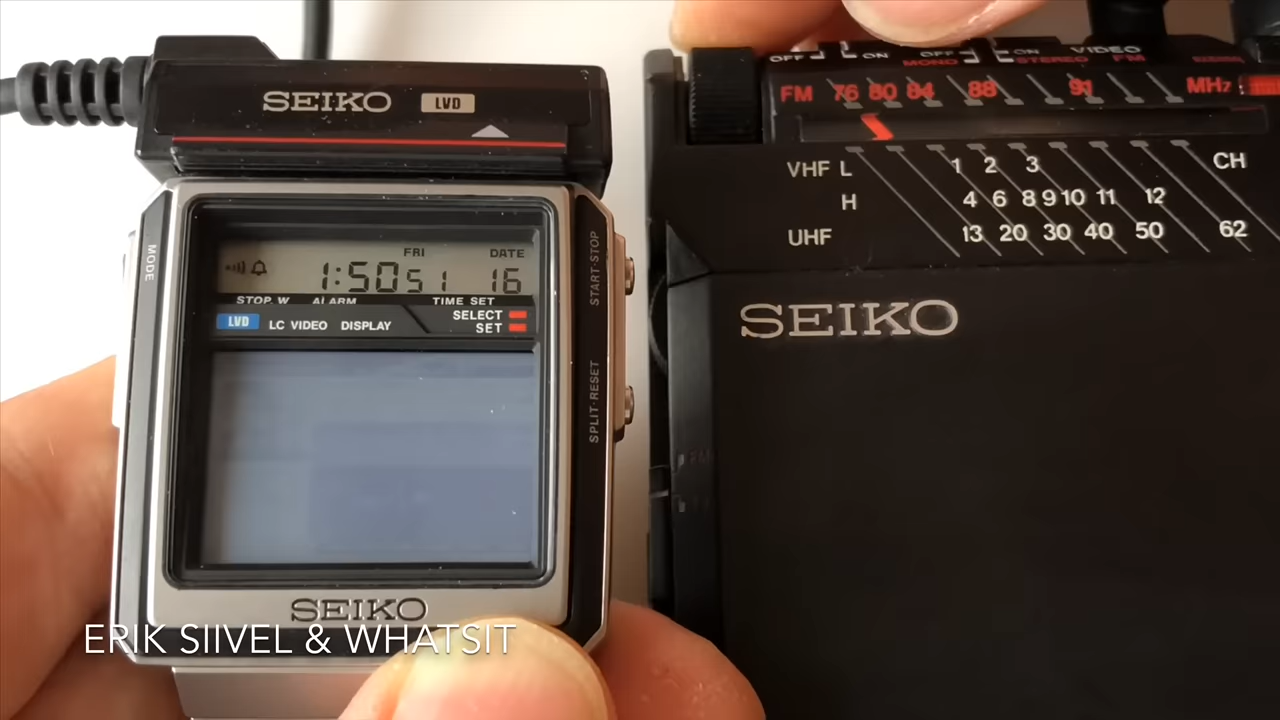 SEIKO LVD
MODE
FRI DATE
1:50 51 16
STOP. W ALARM TIME SET
LVD LC VIDEO DISPLAY SELECT
SET
START·STOP
SPLIT·RESET
SEIKO
OFF ON OFF ON VIDEO
MONO STEREO FM
FM 76 80 84 88 91 MHz
VHF L 1 2 3 CH
H 4 6 8 9 10 11 12
UHF 13 20 30 40 50 62
SEIKO
FM
ERIK SIIVEL & WHATSIT